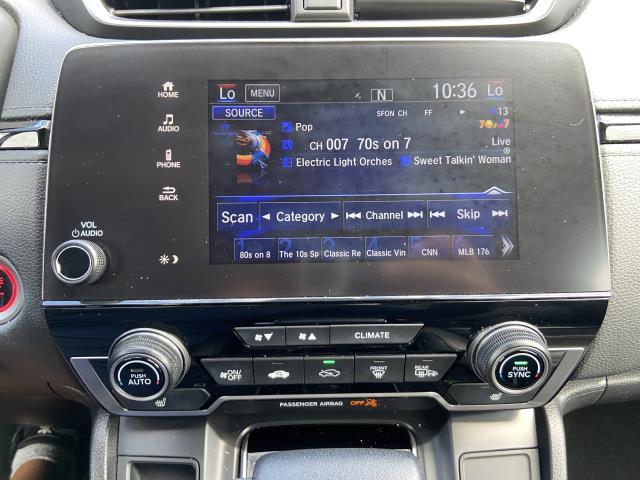 HOME
Lo MENU N 10:36 Lo
SOURCE SFON CH FF 13
AUDIO Pop 7
CH 007 70s on 7 Live
PHONE Electric Light Orches Sweet Talkin' Woman
BACK
Scan Category Channel Skip
VOL
AUDIO
80s on 8 The 10s Sp Classic Re Classic Vin CNN MLB 176
CLIMATE
PUSH
AUTO
ON/
OFF
FRONT
REAR
PUSH
SYNC
PASSENGER AIRBAG OFF